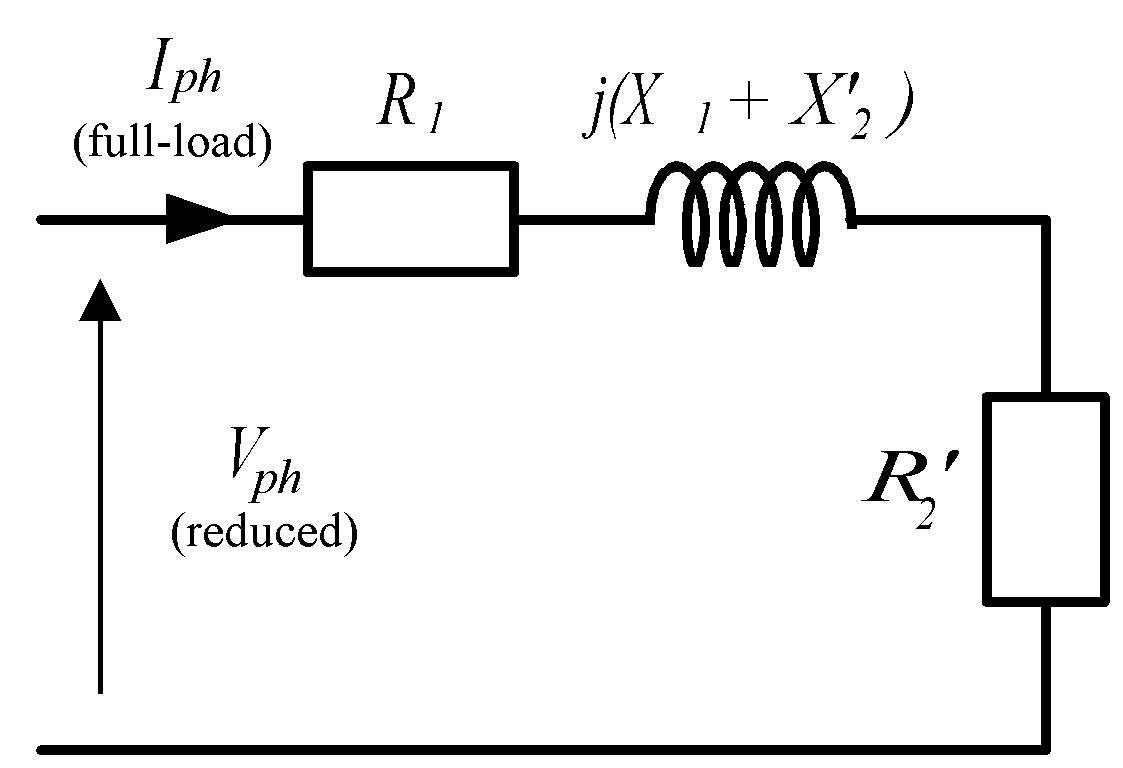 I_ph
(full-load)
R_1
j(X_1 + X'_2)
V_ph
(reduced)
R_2'